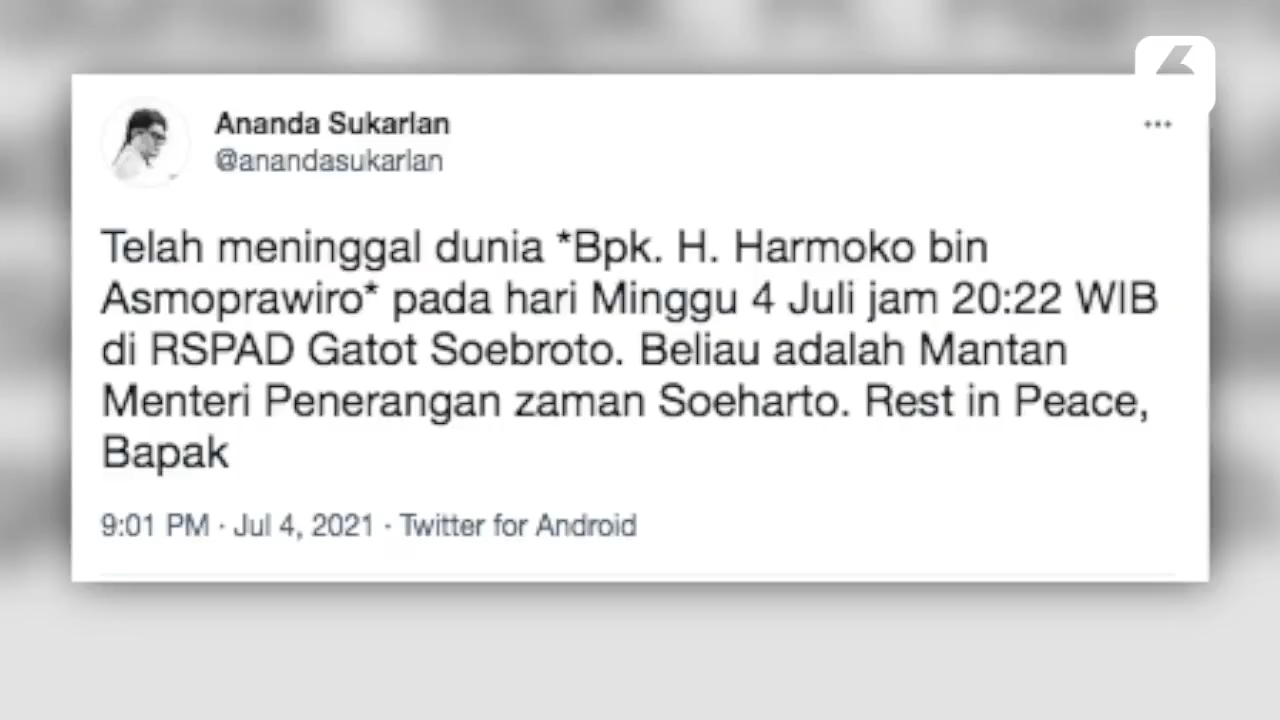 Ananda Sukarlan
@anandasukarlan
Telah meninggal dunia *Bpk. H. Harmoko bin
Asmoprawiro* pada hari Minggu 4 Juli jam 20:22 WIB
di RSPAD Gatot Soebroto. Beliau adalah Mantan
Menteri Penerangan zaman Soeharto. Rest in Peace,
Bapak
9:01 PM · Jul 4, 2021 · Twitter for Android